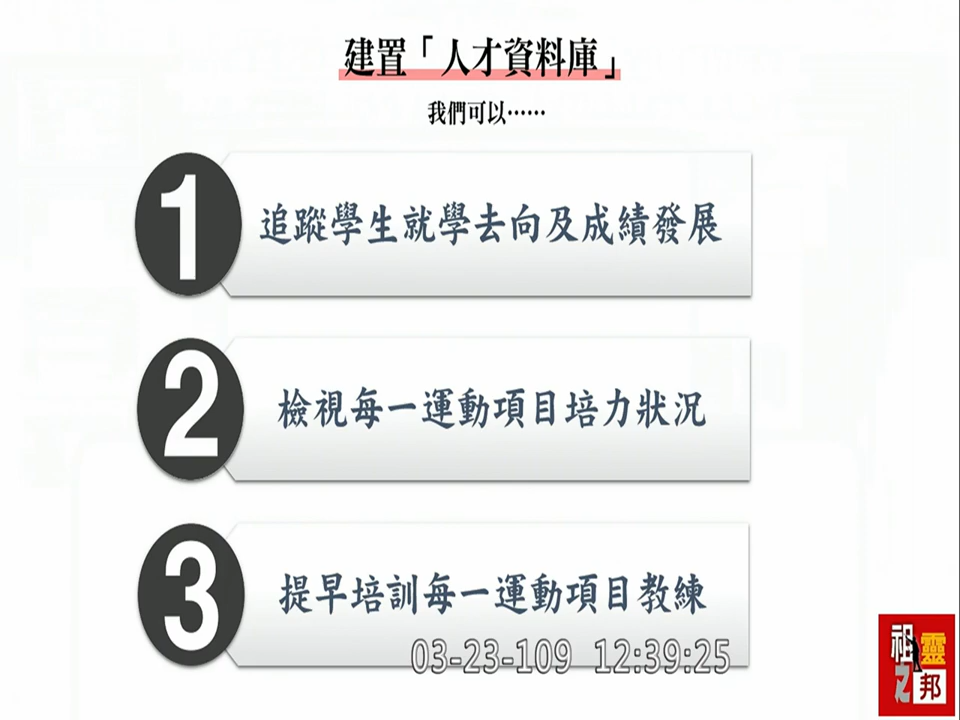 建置「人才資料庫」
我們可以……
1
追蹤學生就學去向及成績發展
2
檢視每一運動項目培力狀況
3
提早培訓每一運動項目教練
03-23-109 12:39:25
祖靈之邦